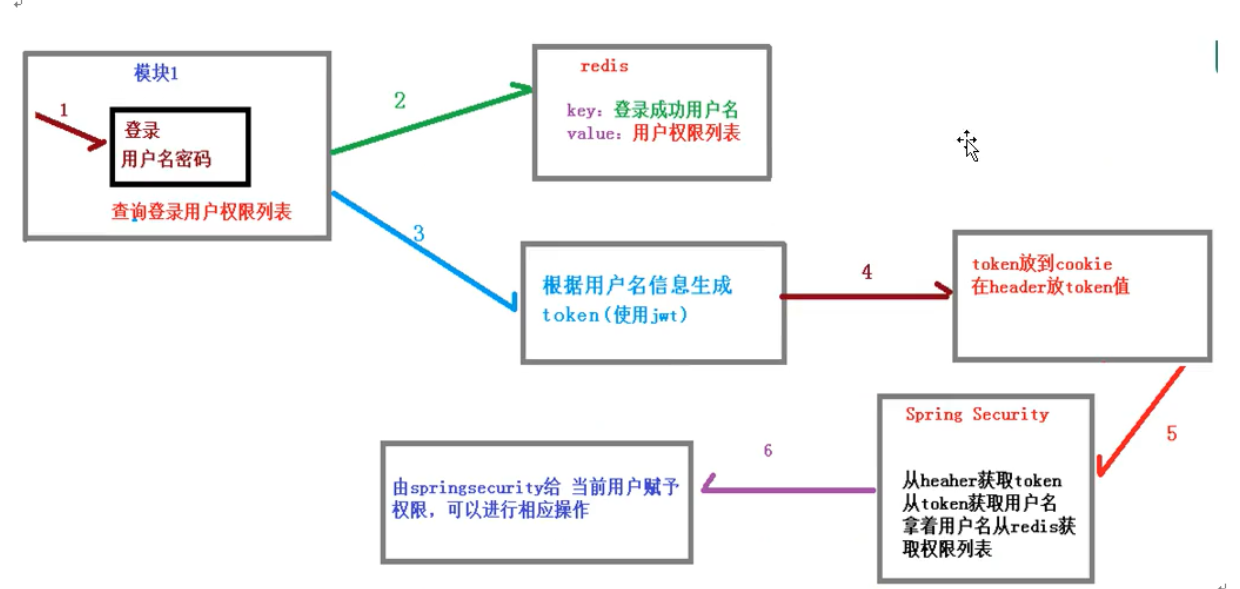 模块1
1
登录
用户名密码
查询登录用户权限列表
2
redis
key: 登录成功用户名
value: 用户权限列表
3
根据用户名信息生成
token(使用jwt)
4
token放到cookie
在header放token值
5
Spring Security
从heaher获取token
从token获取用户名
拿着用户名从redis获
取权限列表
6
由springsecurity给 当前用户赋予
权限，可以进行相应操作